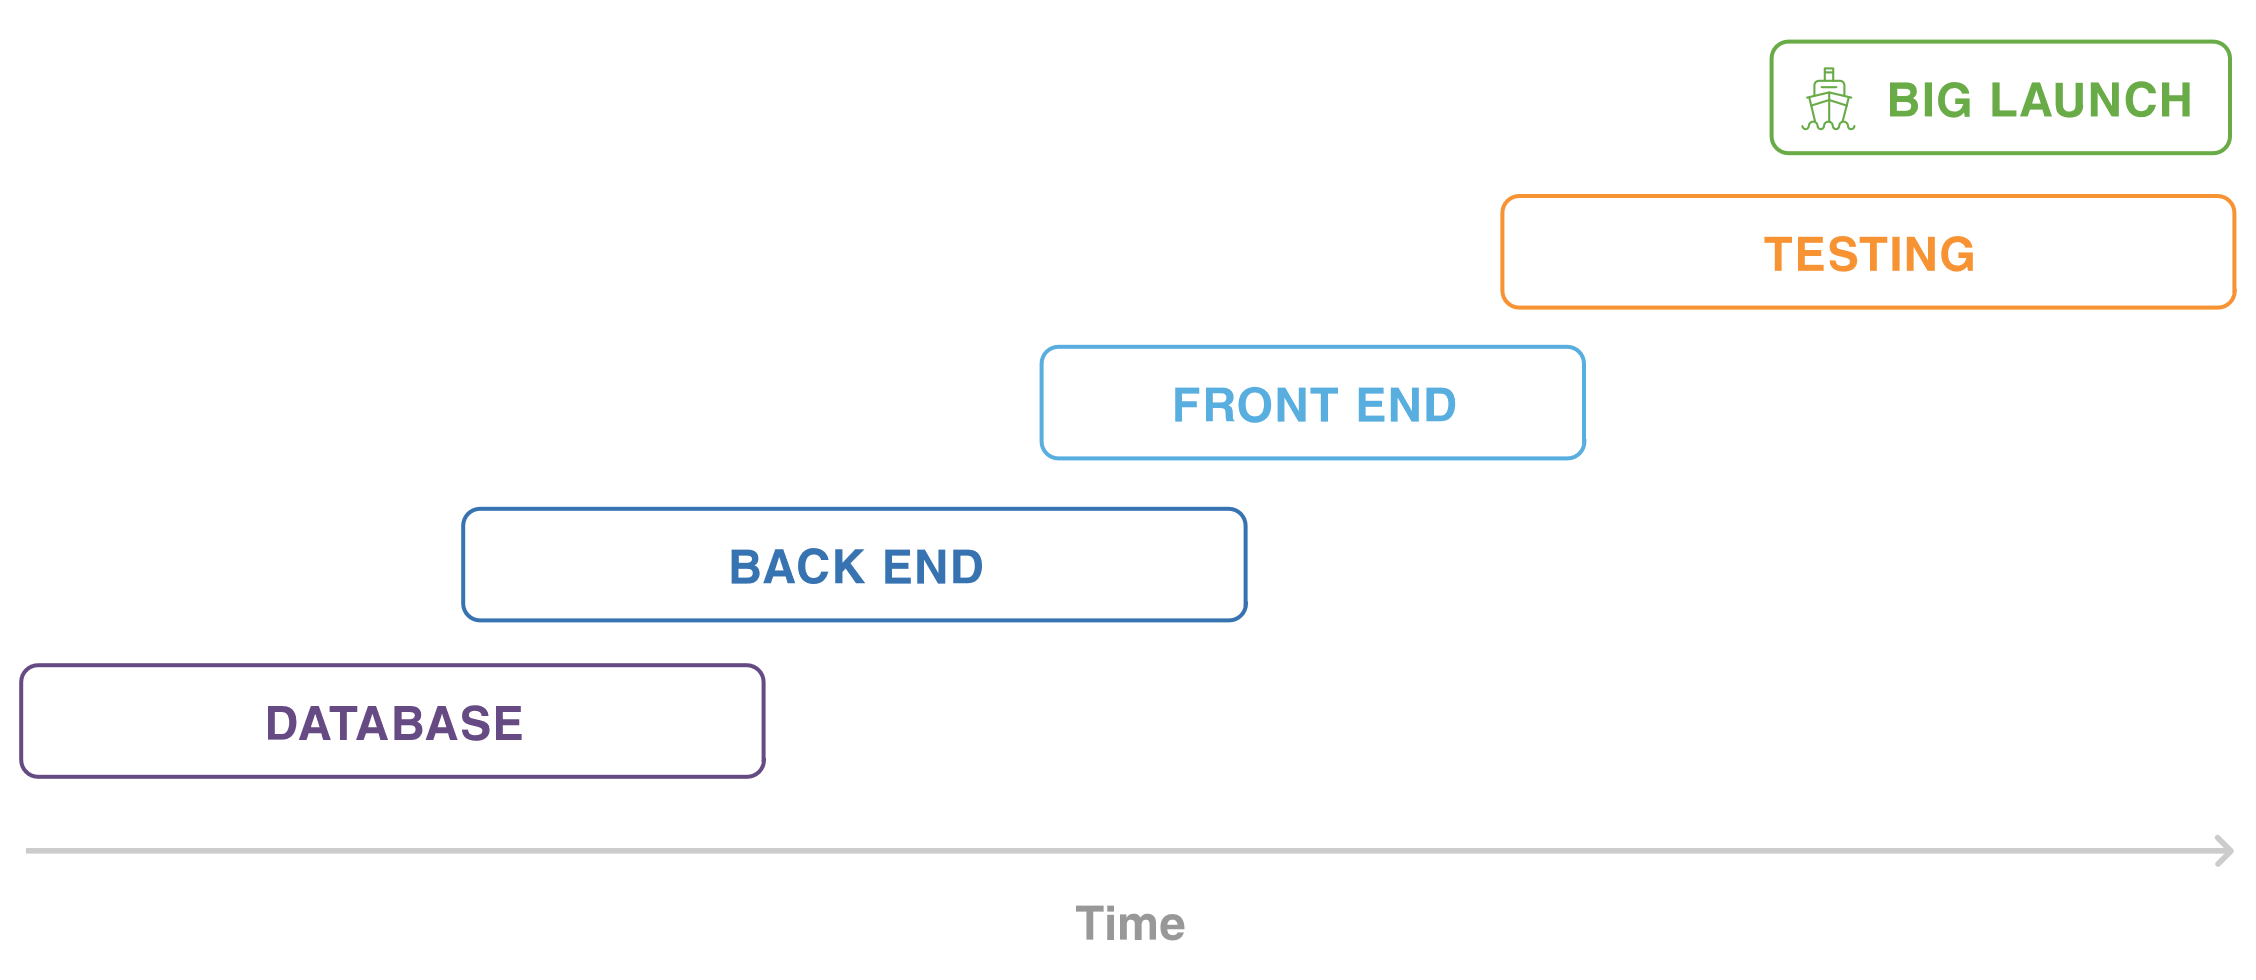 BIG LAUNCH
TESTING
FRONT END
BACK END
DATABASE
Time